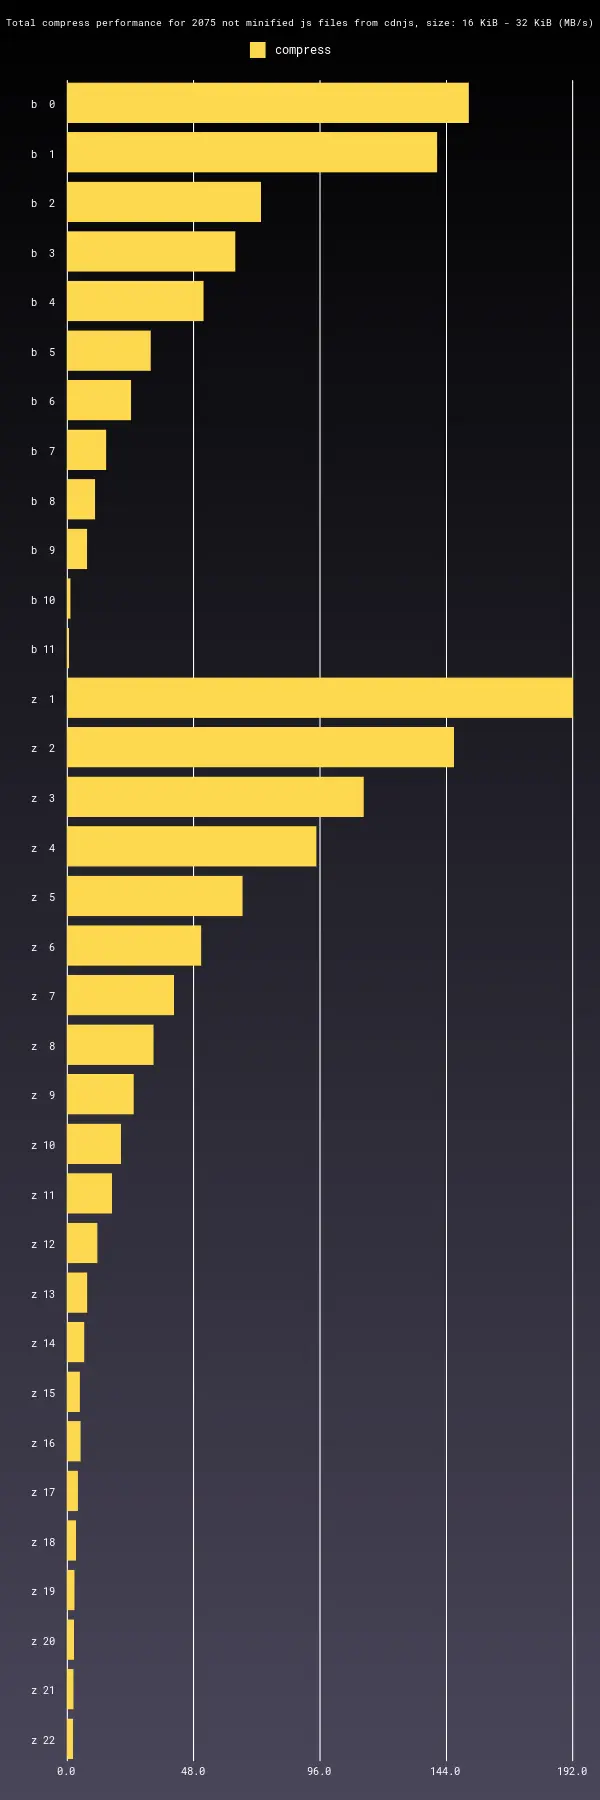 Total compress performance for 2075 not minified js files from cdnjs, size: 16 KiB - 32 KiB (MB/s)
compress
b 0
b 1
b 2
b 3
b 4
b 5
b 6
b 7
b 8
b 9
b 10
b 11
z 1
z 2
z 3
z 4
z 5
z 6
z 7
z 8
z 9
z 10
z 11
z 12
z 13
z 14
z 15
z 16
z 17
z 18
z 19
z 20
z 21
z 22
0.0 48.0 96.0 144.0 192.0